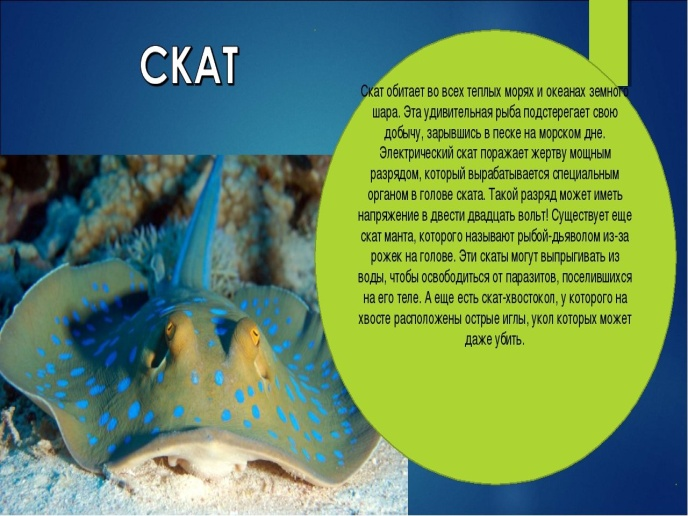 СКАТ
Скат обитает во всех теплых морях и океанах земного
шара. Эта удивительная рыба подстерегает свою
добычу, зарывшись в песке на морском дне.
Электрический скат поражает жертву мощным
разрядом, который вырабатывается специальным
органом в голове ската. Такой разряд может иметь
напряжение в двести двадцать вольт! Существует еще
скат манта, которого называют рыбой-дьяволом из-за
рожек на голове. Эти скаты могут выпрыгивать из
воды, чтобы освободиться от паразитов, поселившихся
на его теле. А еще есть скат-хвостокол, у которого на
хвосте расположены острые иглы, укол которых может
даже убить.